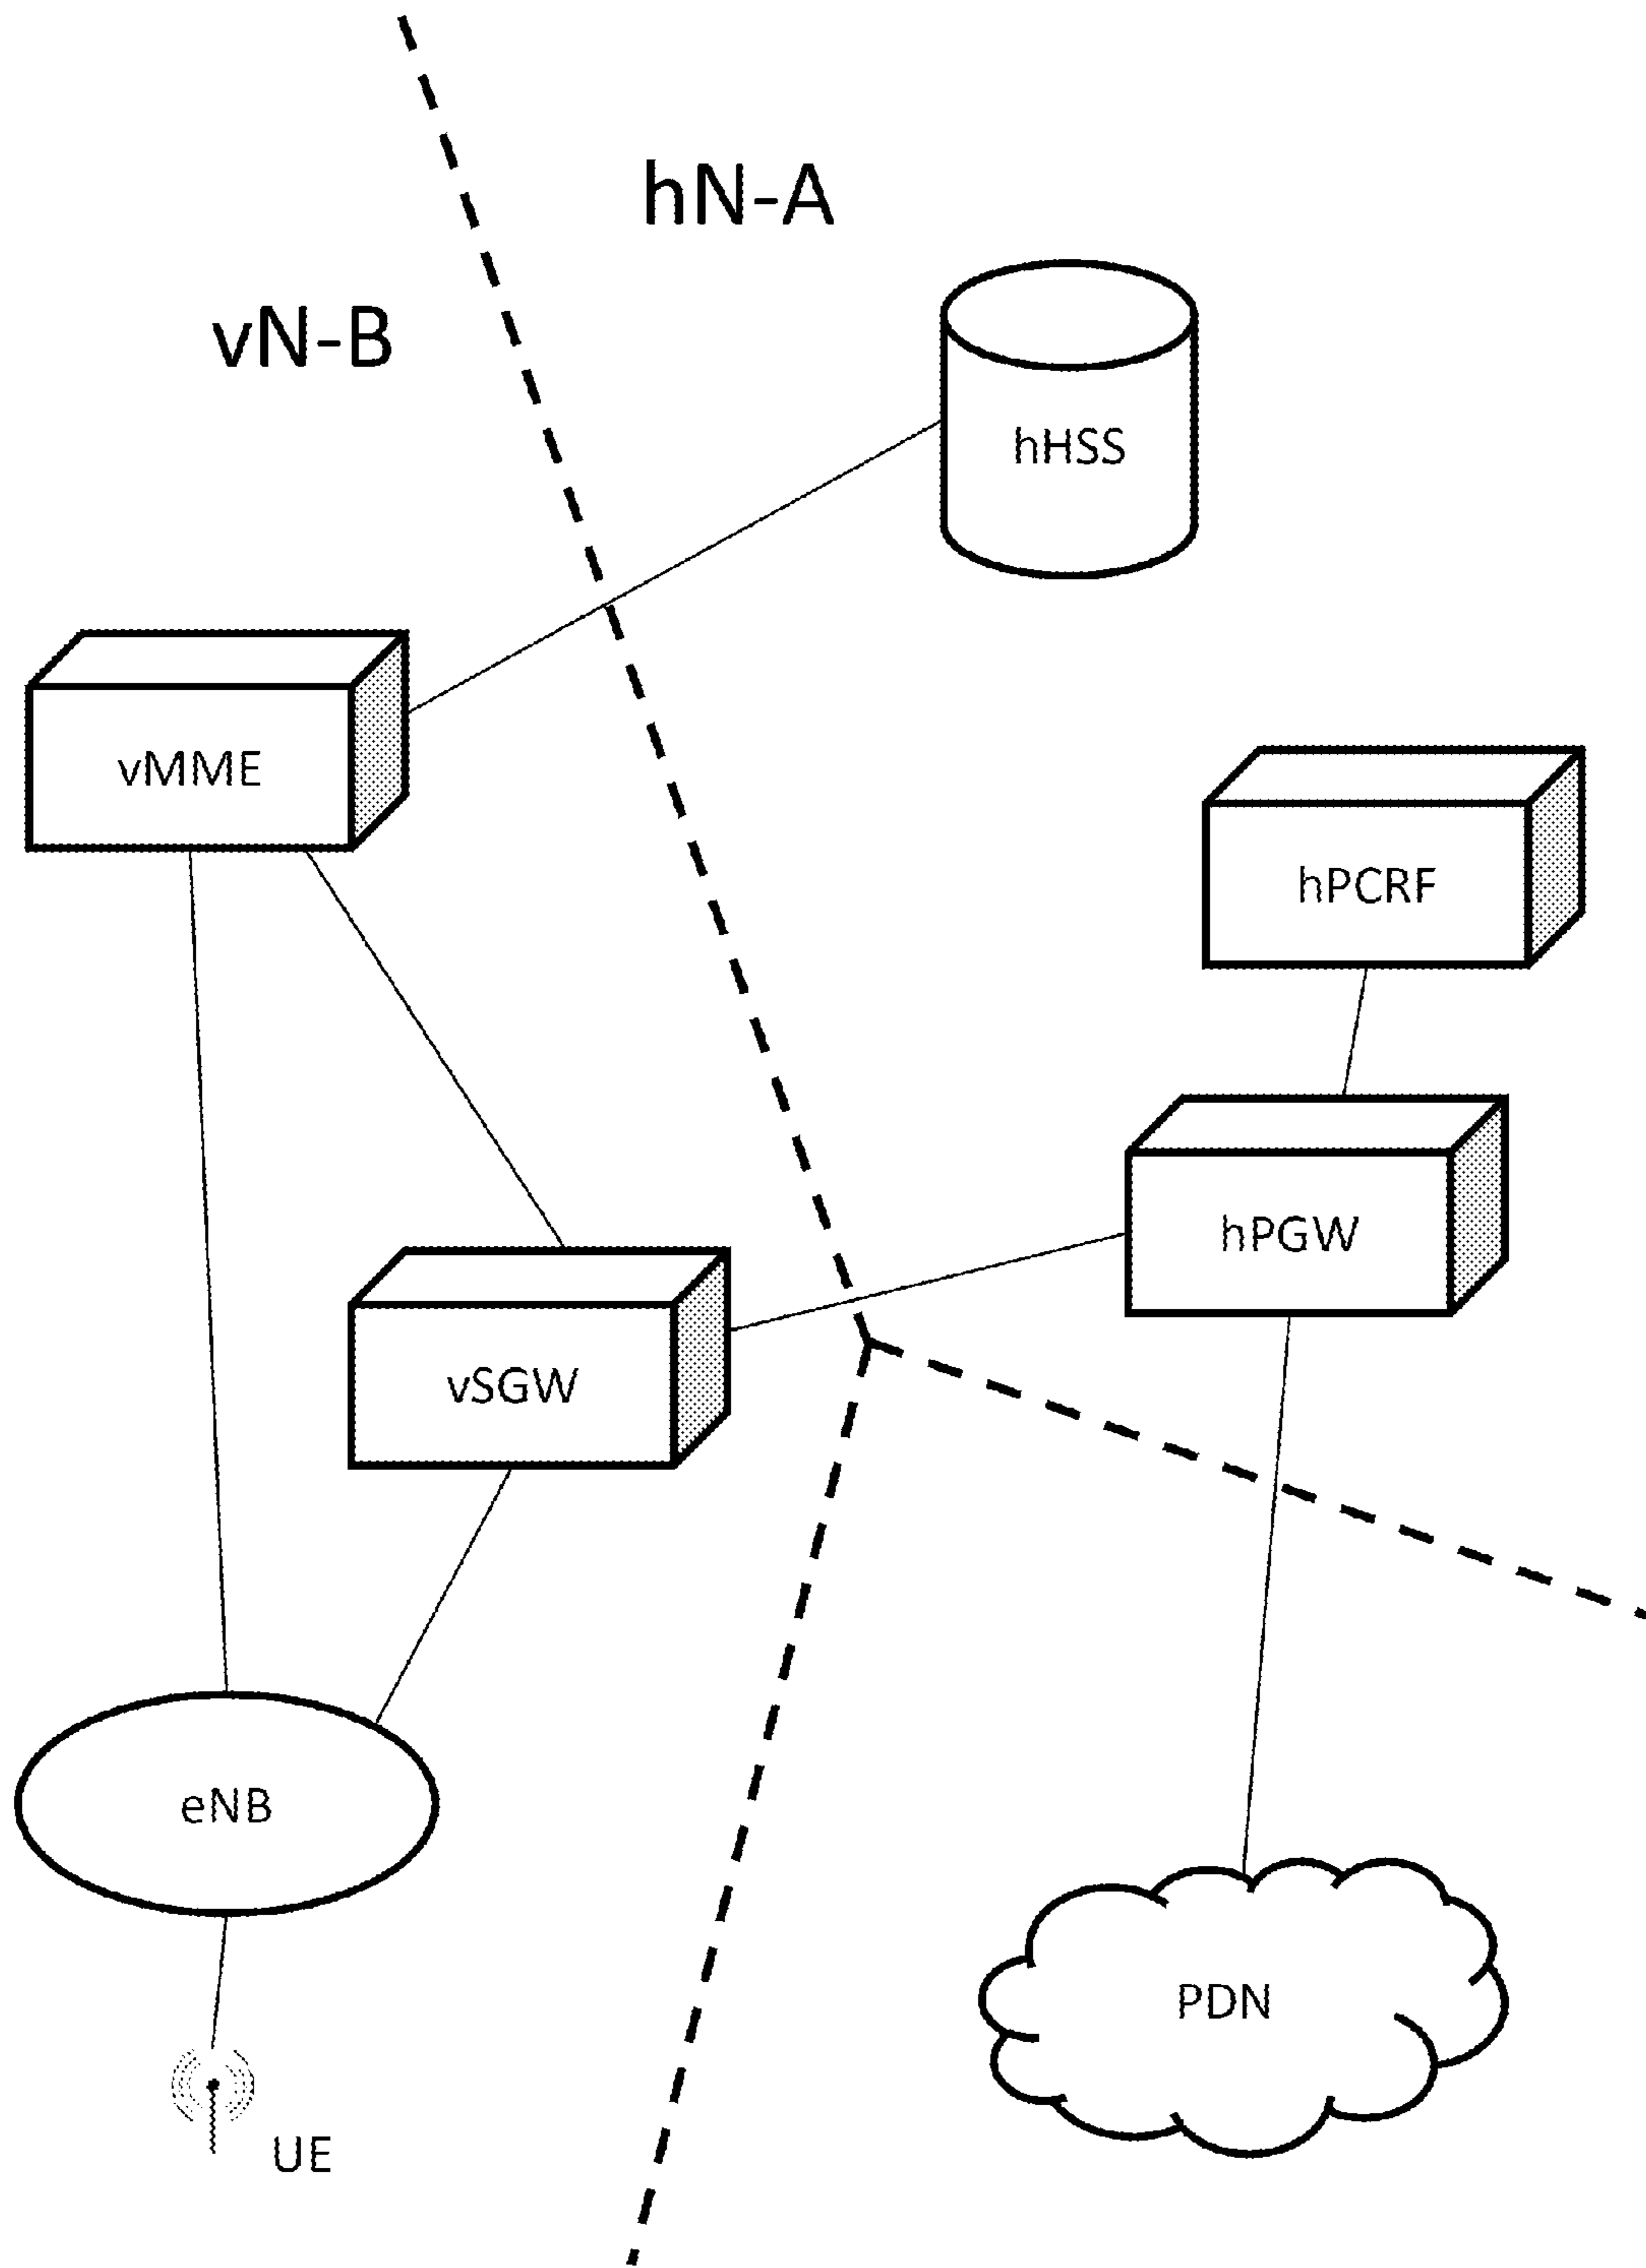 hN-A
vN-B
hHSS
vMME
hPCRF
hPGW
vSGW
eNB
PDN
UE